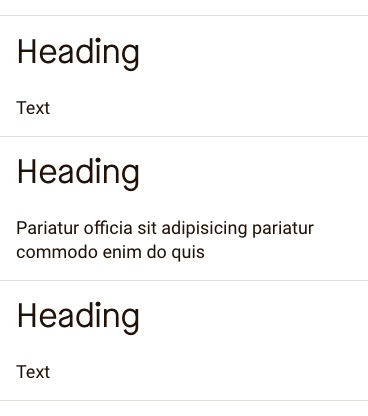 Heading
Text
Heading
Pariatur officia sit adipisicing pariatur
commodo enim do quis
Heading
Text